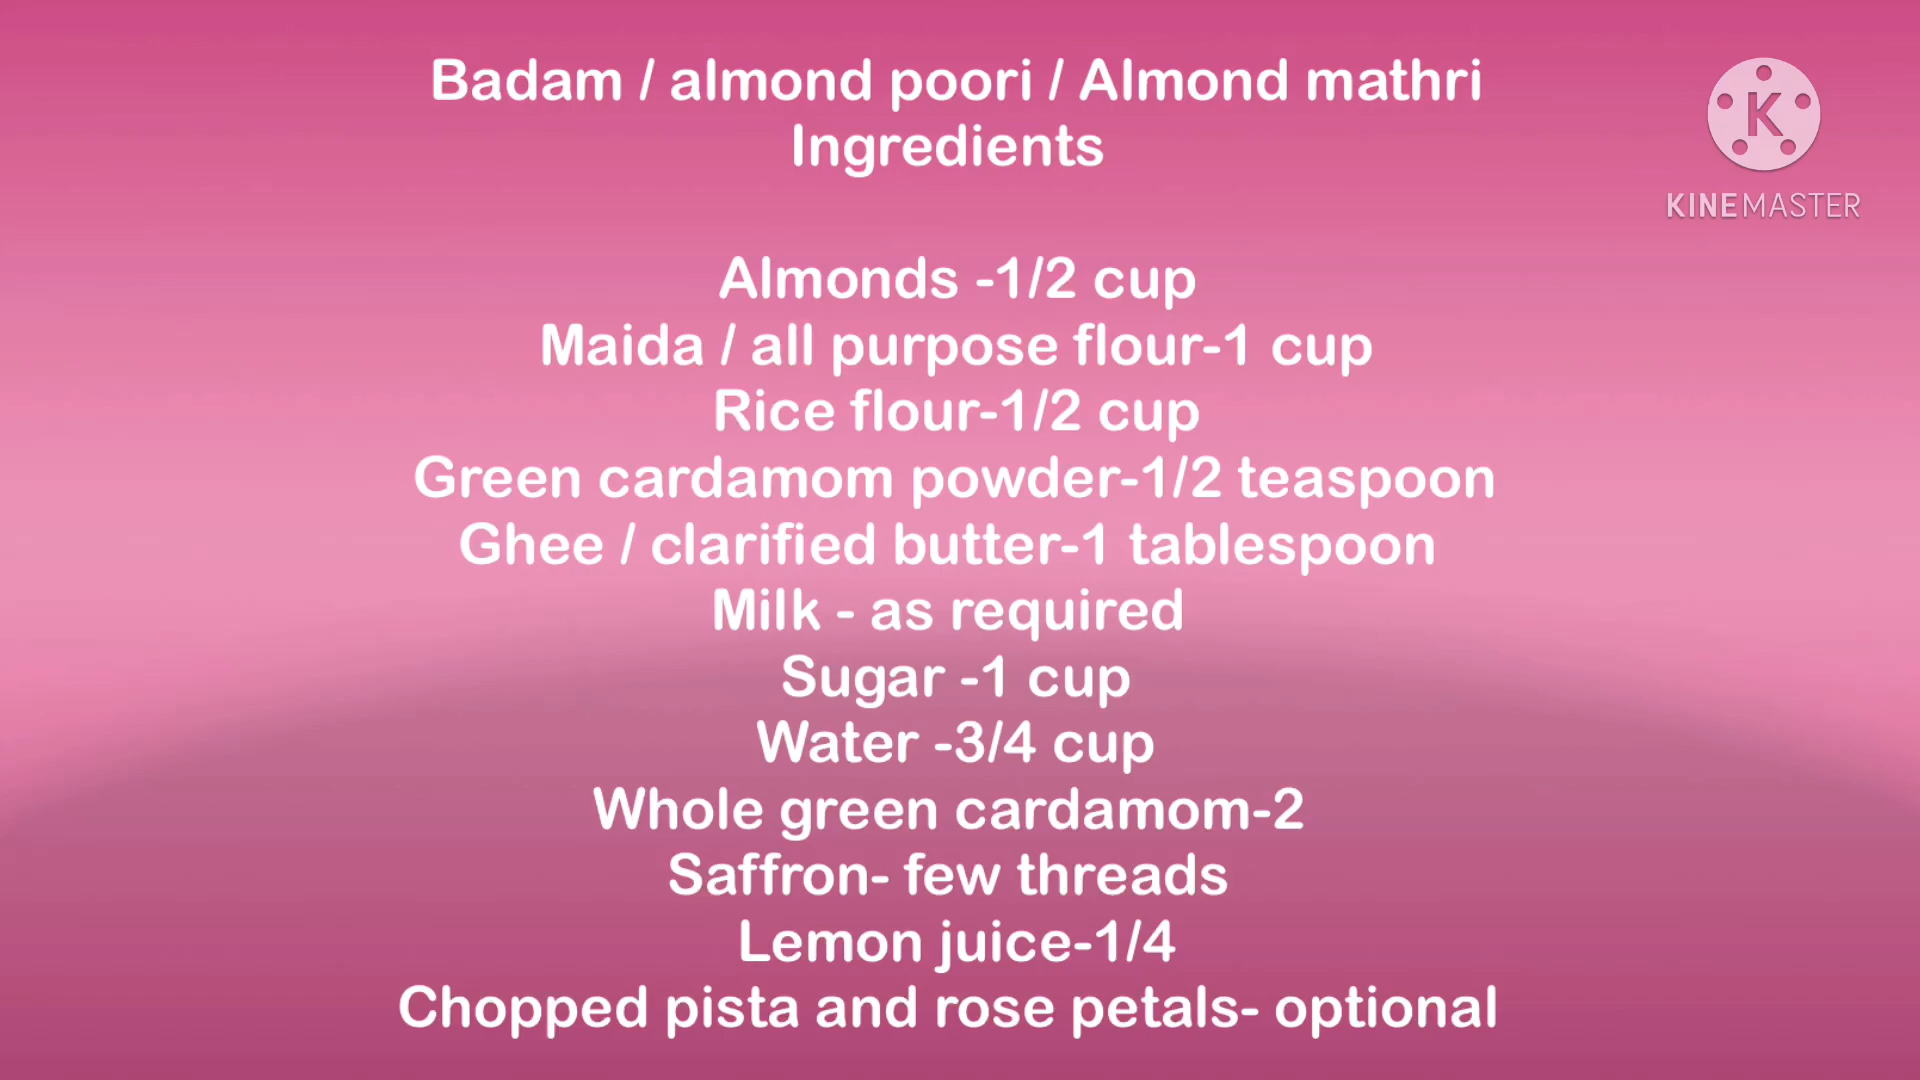 Badam / almond poori / Almond mathri
Ingredients
K
KINEMASTER
Almonds -1/2 cup
Maida / all purpose flour-1 cup
Rice flour-1/2 cup
Green cardamom powder-1/2 teaspoon
Ghee / clarified butter-1 tablespoon
Milk - as required
Sugar -1 cup
Water -3/4 cup
Whole green cardamom-2
Saffron- few threads
Lemon juice-1/4
Chopped pista and rose petals- optional